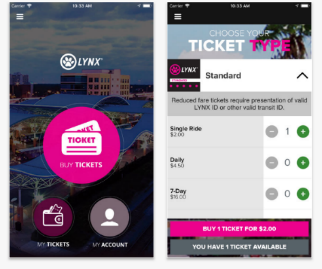 Carrier 10:33 AM
LYNX
TICKET
BUY TICKETS
MY TICKETS
MY ACCOUNT
Carrier 10:33 AM
CHOOSE YOUR
TICKET TYPE
LYNX
Standard
Reduced fare tickets require presentation of valid
LYNX ID or other valid transit ID.
Single Ride
$2.00
1
Daily
$4.50
0
7-Day
$16.00
0
BUY 1 TICKET FOR $2.00
YOU HAVE 1 TICKET AVAILABLE